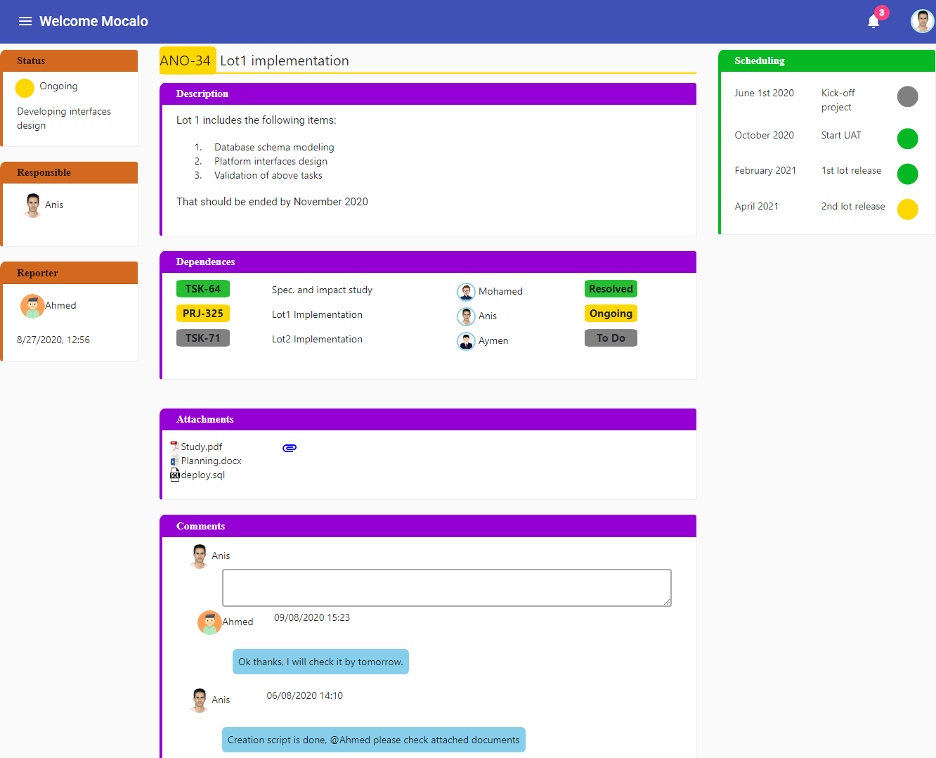 Welcome Mocalo
3
Status
Ongoing
Developing interfaces
design
Responsible
Anis
Reporter
Ahmed
8/27/2020, 12:56
ANO-34 Lot1 implementation
Description
Lot 1 includes the following items:
1. Database schema modeling
2. Platform interfaces design
3. Validation of above tasks
That should be ended by November 2020
Dependences
TSK-64 Spec. and impact study Mohamed Resolved
PRJ-325 Lot1 Implementation Anis Ongoing
TSK-71 Lot2 Implementation Aymen To Do
Attachments
Study.pdf
Planning.docx
deploy.sql
Comments
Anis
Ahmed 09/08/2020 15:23
Ok thanks, I will check it by tomorrow.
Anis 06/08/2020 14:10
Creation script is done, @Ahmed please check attached documents
Scheduling
June 1st 2020 Kick-off
project
October 2020 Start UAT
February 2021 1st lot release
April 2021 2nd lot release